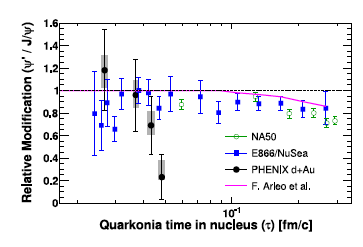 Relative Modification (ψ' / J/ψ)
1.6
1.4
1.2
1
0.8
0.6
0.4
0.2
0
NA50
E866/NuSea
PHENIX d+Au
F. Arleo et al.
10⁻¹
Quarkonia time in nucleus (τ) [fm/c]